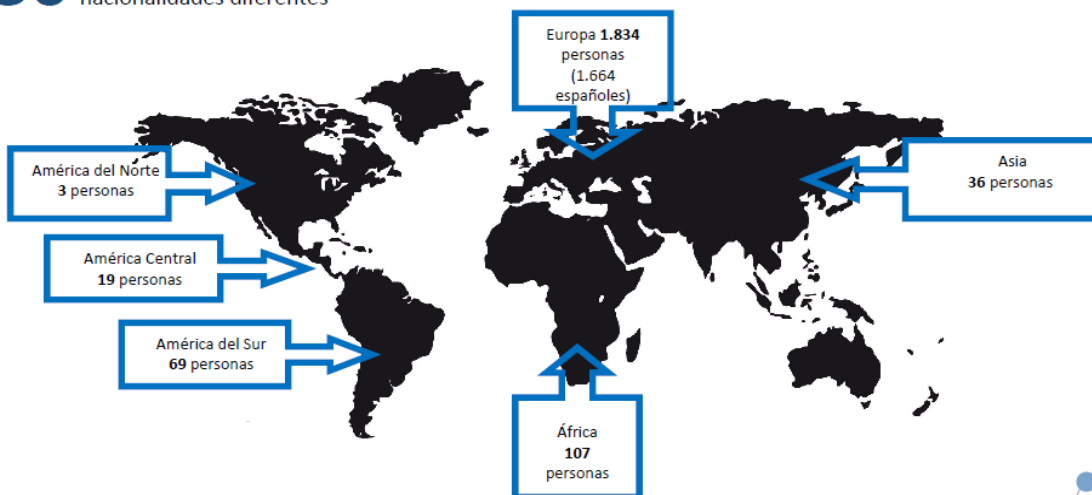 nacionalidades diferentes
Europa 1.834
personas
(1.664
españoles)
América del Norte
3 personas
Asia
36 personas
América Central
19 personas
América del Sur
69 personas
África
107
personas